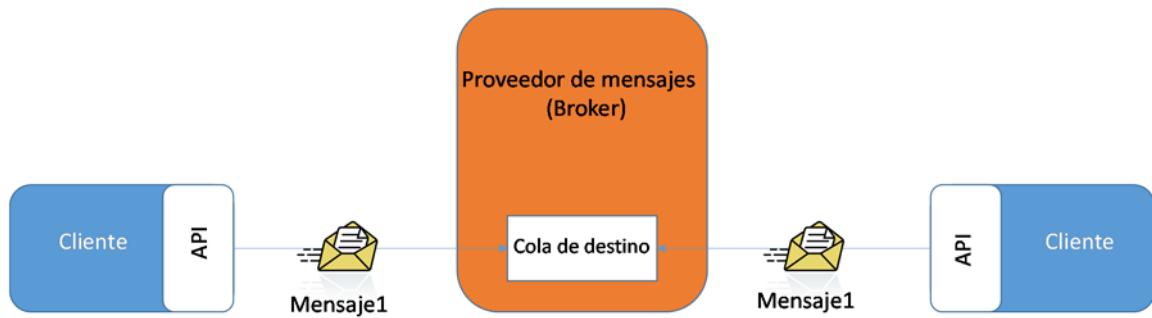 Proveedor de mensajes
(Broker)
Cliente
API
Mensaje1
Cola de destino
Mensaje1
API
Cliente